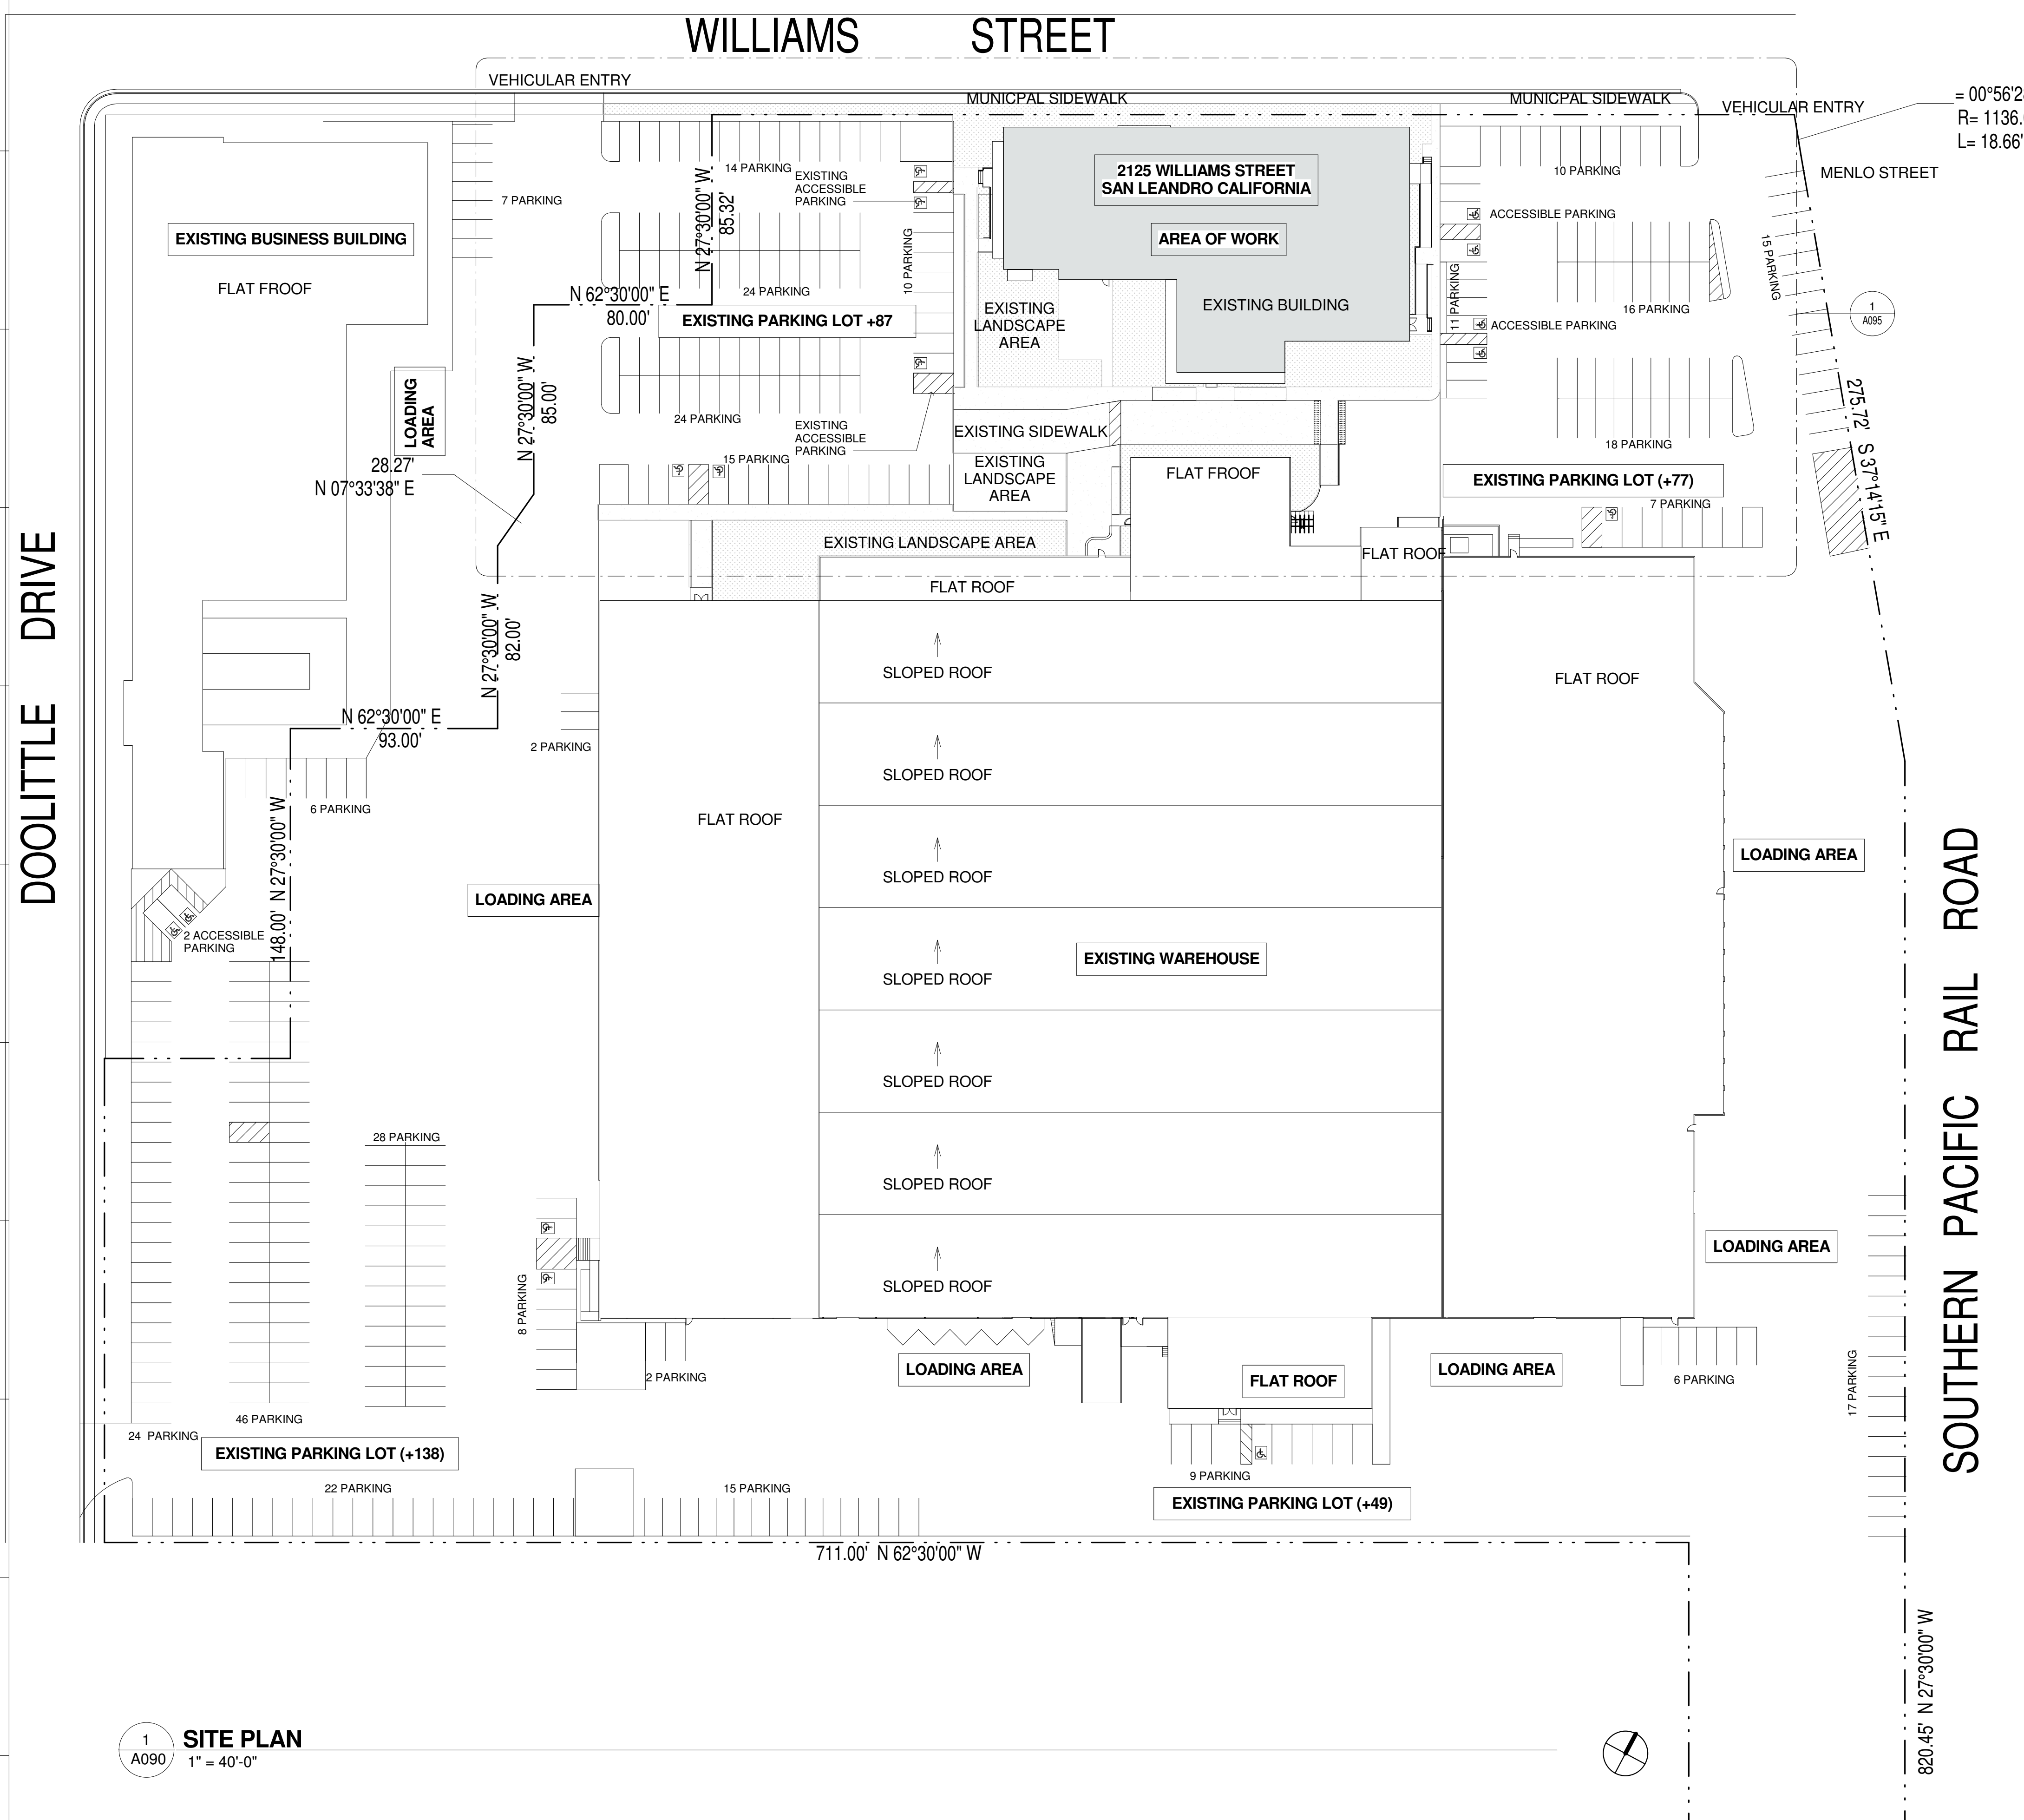 WILLIAMS STREET
VEHICULAR ENTRY
MUNICPAL SIDEWALK
MUNICPAL SIDEWALK
VEHICULAR ENTRY
= 00°56'2
R= 1136.
L= 18.66'
MENLO STREET
14 PARKING
EXISTING
ACCESSIBLE
PARKING
7 PARKING
N 27°30'00" W
85.32'
2125 WILLIAMS STREET
SAN LEANDRO CALIFORNIA
AREA OF WORK
10 PARKING
ACCESSIBLE PARKING
15 PARKING
EXISTING BUSINESS BUILDING
FLAT FROOF
10 PARKING
24 PARKING
N 62°30'00" E
80.00'
EXISTING PARKING LOT +87
EXISTING
LANDSCAPE
AREA
EXISTING BUILDING
11 PARKING
16 PARKING
ACCESSIBLE PARKING
1
A095
N 27°30'00" W
85.00'
LOADING
AREA
24 PARKING
EXISTING
ACCESSIBLE
PARKING
EXISTING SIDEWALK
18 PARKING
275.72' S 37°14'15" E
28.27'
N 07°33'38" E
15 PARKING
EXISTING
LANDSCAPE
AREA
FLAT FROOF
EXISTING PARKING LOT (+77)
7 PARKING
EXISTING LANDSCAPE AREA
FLAT ROOF
FLAT ROOF
DOOLITTLE DRIVE
N 27°30'00" W
82.00'
SLOPED ROOF
FLAT ROOF
N 62°30'00" E
93.00'
2 PARKING
SLOPED ROOF
6 PARKING
148.00' N 27°30'00" W
FLAT ROOF
LOADING AREA
SLOPED ROOF
LOADING AREA
2 ACCESSIBLE
PARKING
EXISTING WAREHOUSE
SLOPED ROOF
SLOPED ROOF
28 PARKING
SLOPED ROOF
LOADING AREA
SLOPED ROOF
SOUTHERN PACIFIC RAIL ROAD
8 PARKING
2 PARKING
LOADING AREA
FLAT ROOF
LOADING AREA
6 PARKING
17 PARKING
46 PARKING
24 PARKING
EXISTING PARKING LOT (+138)
9 PARKING
22 PARKING
15 PARKING
EXISTING PARKING LOT (+49)
711.00' N 62°30'00" W
820.45' N 27°30'00" W
1
A090
SITE PLAN
1" = 40'-0"